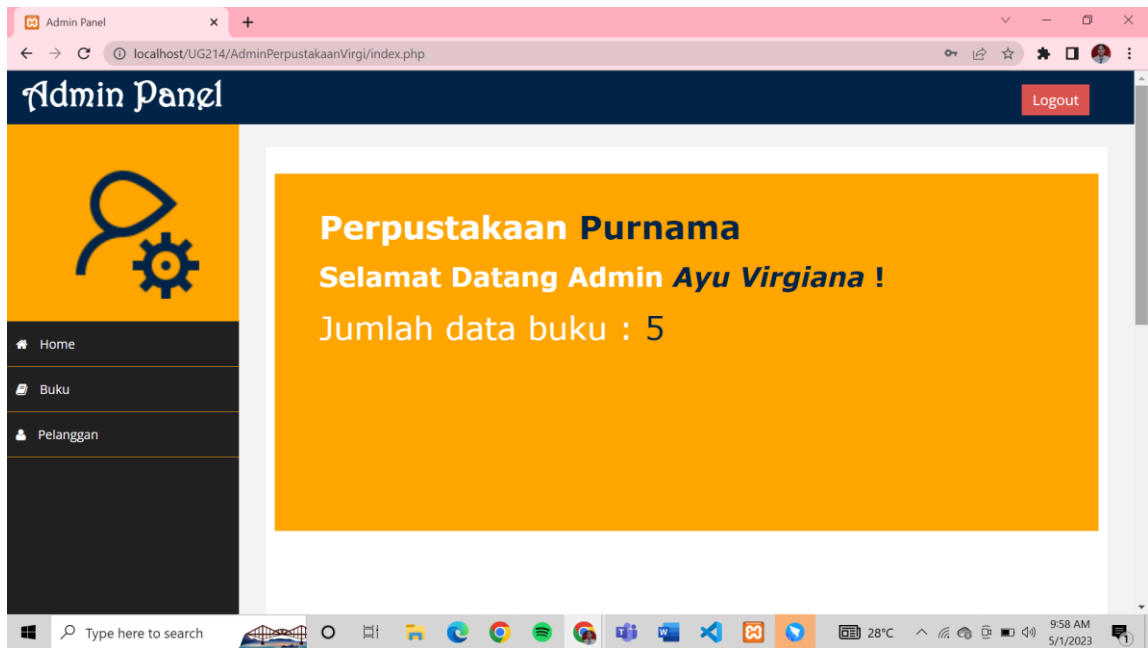 Admin Panel
localhost/UG214/AdminPerpustakaanVirgi/index.php
Admin Panel
Logout
Perpustakaan Purnama
Selamat Datang Admin Ayu Virgiana !
Jumlah data buku : 5
Home
Buku
Pelanggan
Type here to search
28°C
9:58 AM
5/1/2023
1